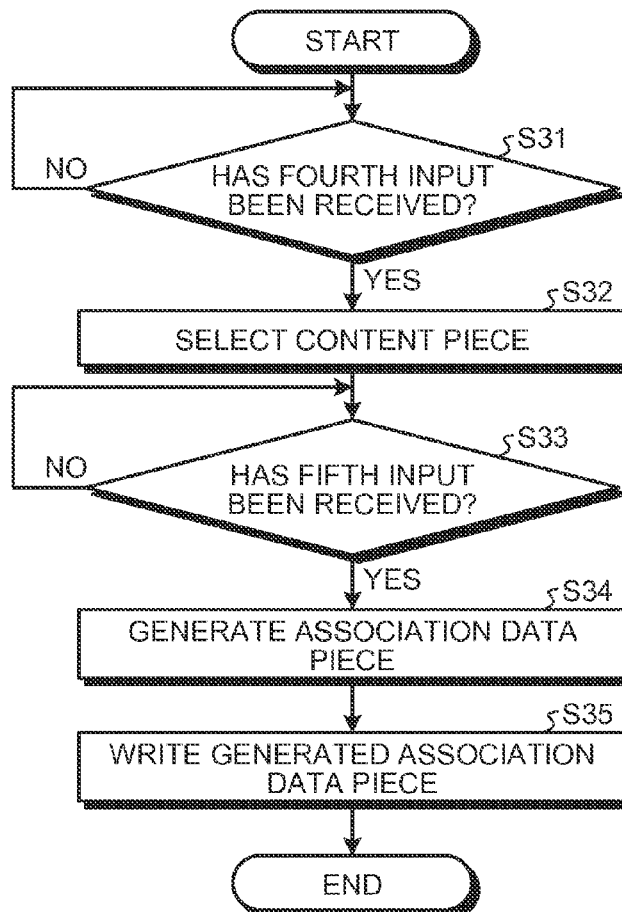 START
S31
HAS FOURTH INPUT
BEEN RECEIVED?
NO
YES
S32
SELECT CONTENT PIECE
S33
HAS FIFTH INPUT
BEEN RECEIVED?
NO
YES
S34
GENERATE ASSOCIATION DATA
PIECE
S35
WRITE GENERATED ASSOCIATION
DATA PIECE
END